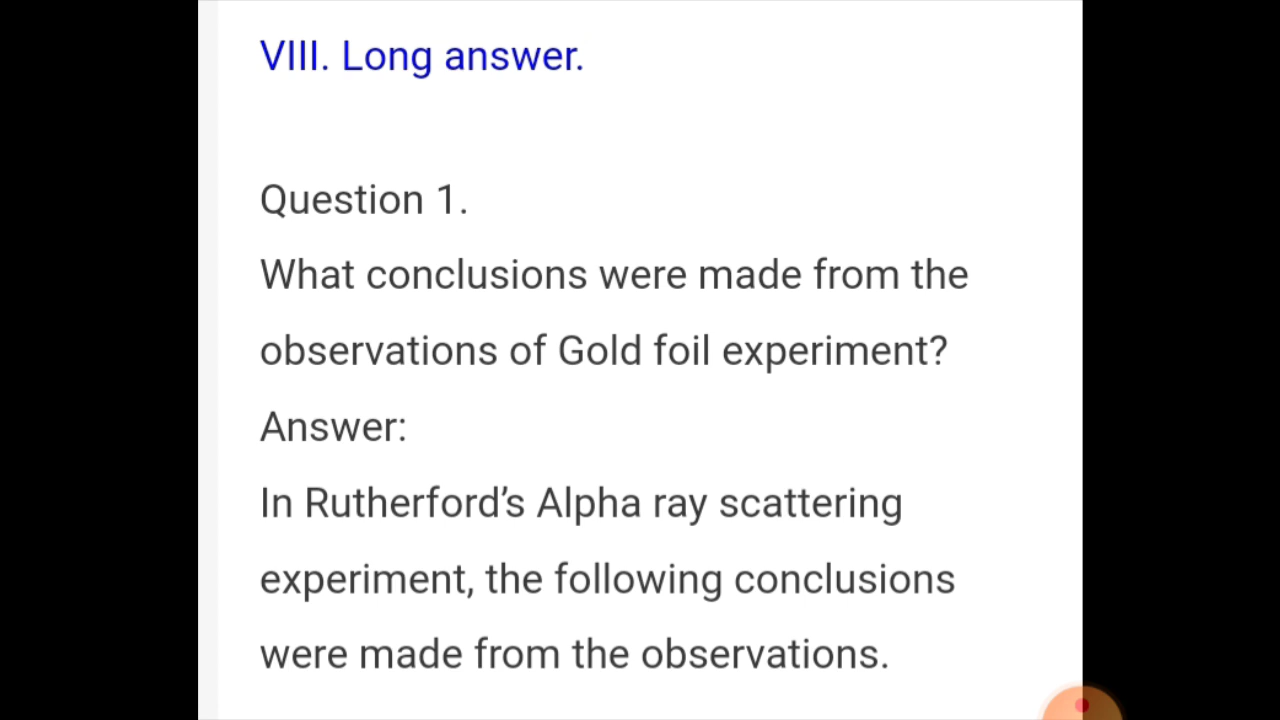 VIII. Long answer.
Question 1.
What conclusions were made from the
observations of Gold foil experiment?
Answer:
In Rutherford’s Alpha ray scattering
experiment, the following conclusions
were made from the observations.